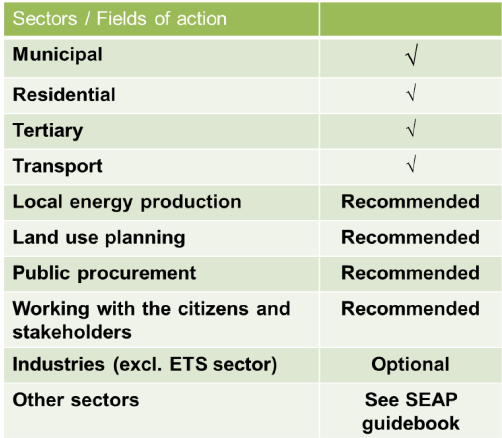 Sectors / Fields of action
Municipal √
Residential √
Tertiary √
Transport √
Local energy production Recommended
Land use planning Recommended
Public procurement Recommended
Working with the citizens and Recommended
stakeholders
Industries (excl. ETS sector) Optional
Other sectors See SEAP
guidebook